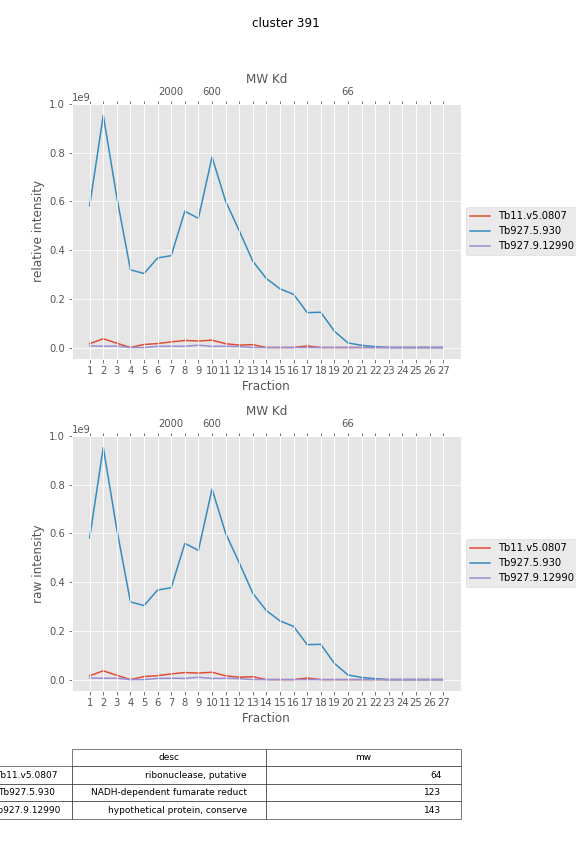 cluster 391
MW Kd
2000 600 66
1e9
1.0
0.8
0.6
0.4
0.2
0.0
relative intensity
1 2 3 4 5 6 7 8 9 10 11 12 13 14 15 16 17 18 19 20 21 22 23 24 25 26 27
Fraction
Tb11.v5.0807
Tb927.5.930
Tb927.9.12990
MW Kd
2000 600 66
1e9
1.0
0.8
0.6
0.4
0.2
0.0
raw intensity
1 2 3 4 5 6 7 8 9 10 11 12 13 14 15 16 17 18 19 20 21 22 23 24 25 26 27
Fraction
Tb11.v5.0807
Tb927.5.930
Tb927.9.12990
desc mw
b11.v5.0807 ribonuclease, putative 64
Tb927.5.930 NADH-dependent fumarate reduct 123
b927.9.12990 hypothetical protein, conserve 143